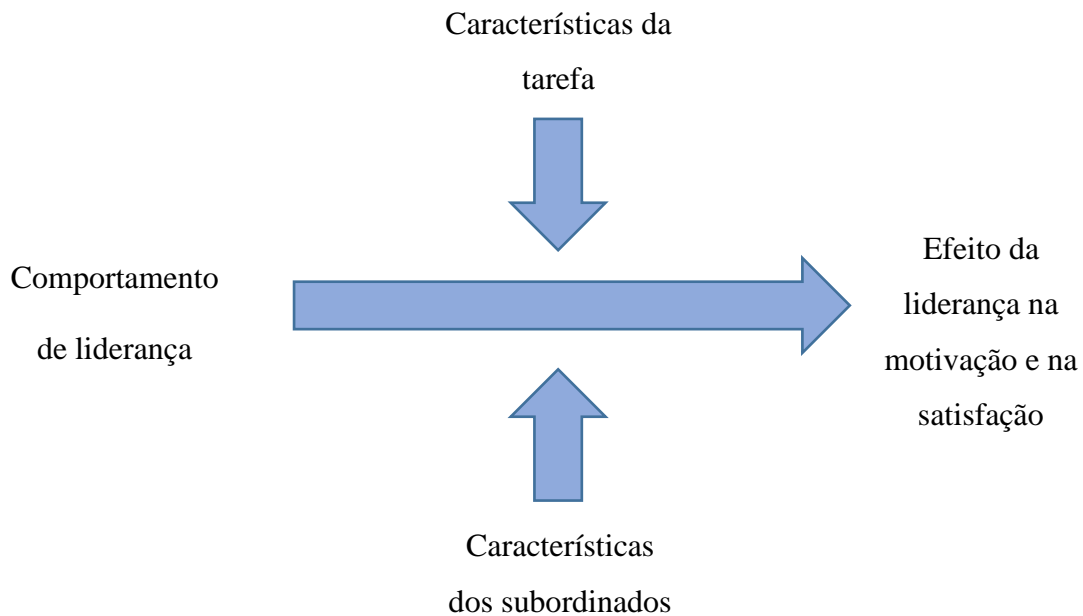 Características da
tarefa
Comportamento
de liderança
Efeito da
liderança na
motivação e na
satisfação
Características
dos subordinados